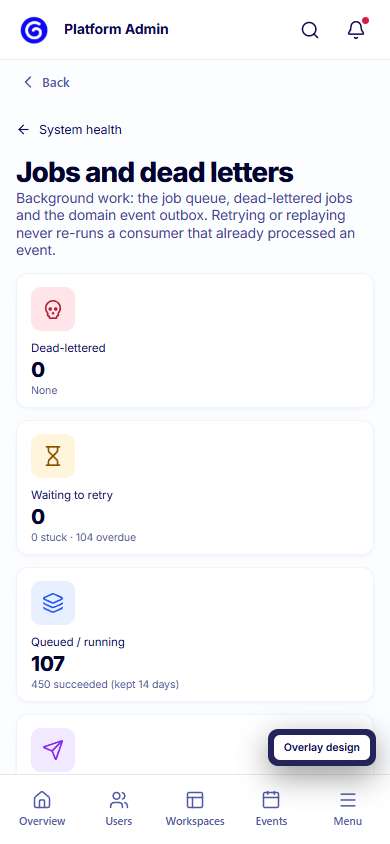 Platform Admin
Back
System health
Jobs and dead letters
Background work: the job queue, dead-lettered jobs
and the domain event outbox. Retrying or replaying
never re-runs a consumer that already processed an
event.
Dead-lettered
0
None
Waiting to retry
0
0 stuck · 104 overdue
Queued / running
107
450 succeeded (kept 14 days)
Overlay design
Overview
Users
Workspaces
Events
Menu